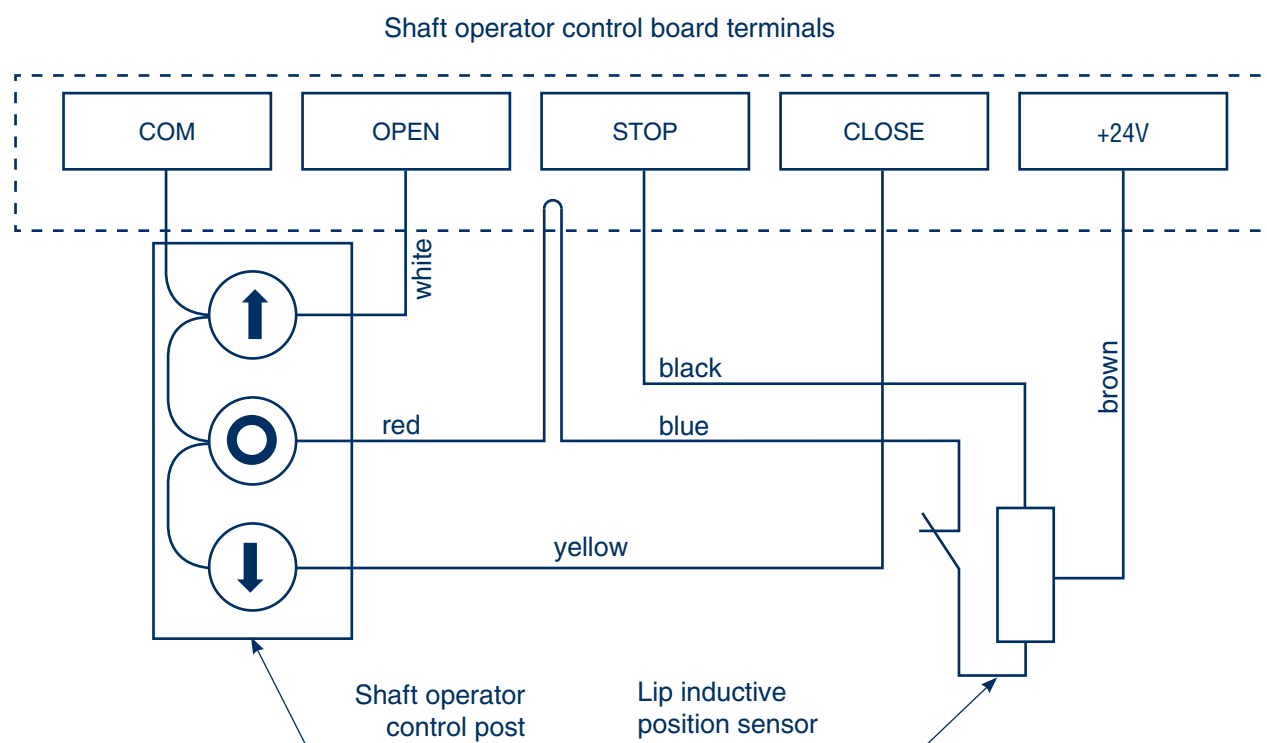 Shaft operator control board terminals
COM
OPEN
STOP
CLOSE
+24V
white
black
brown
red
blue
yellow
Shaft operator
control post
Lip inductive
position sensor